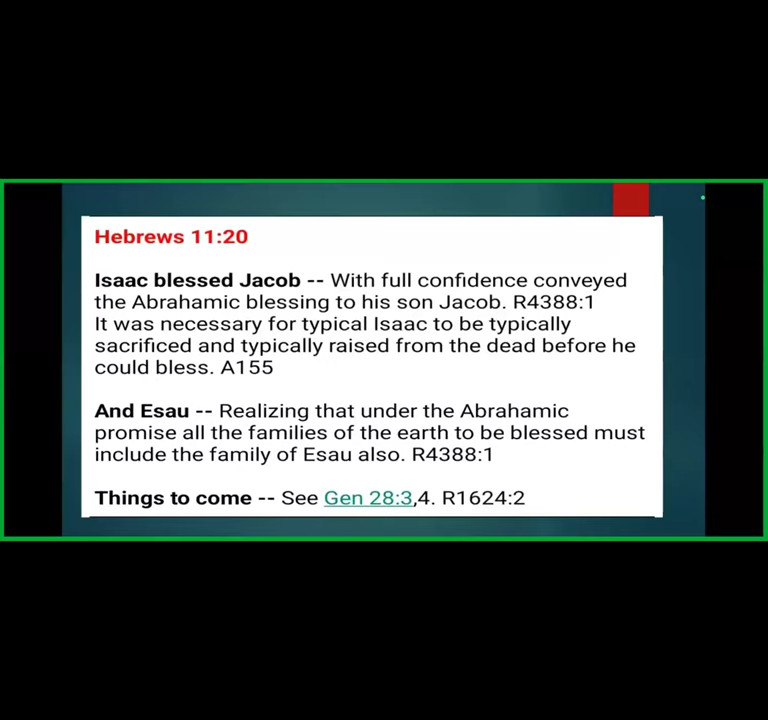 Hebrews 11:20
Isaac blessed Jacob -- With full confidence conveyed
the Abrahamic blessing to his son Jacob. R4388:1
It was necessary for typical Isaac to be typically
sacrificed and typically raised from the dead before he
could bless. A155
And Esau -- Realizing that under the Abrahamic
promise all the families of the earth to be blessed must
include the family of Esau also. R4388:1
Things to come -- See Gen 28:3,4. R1624:2